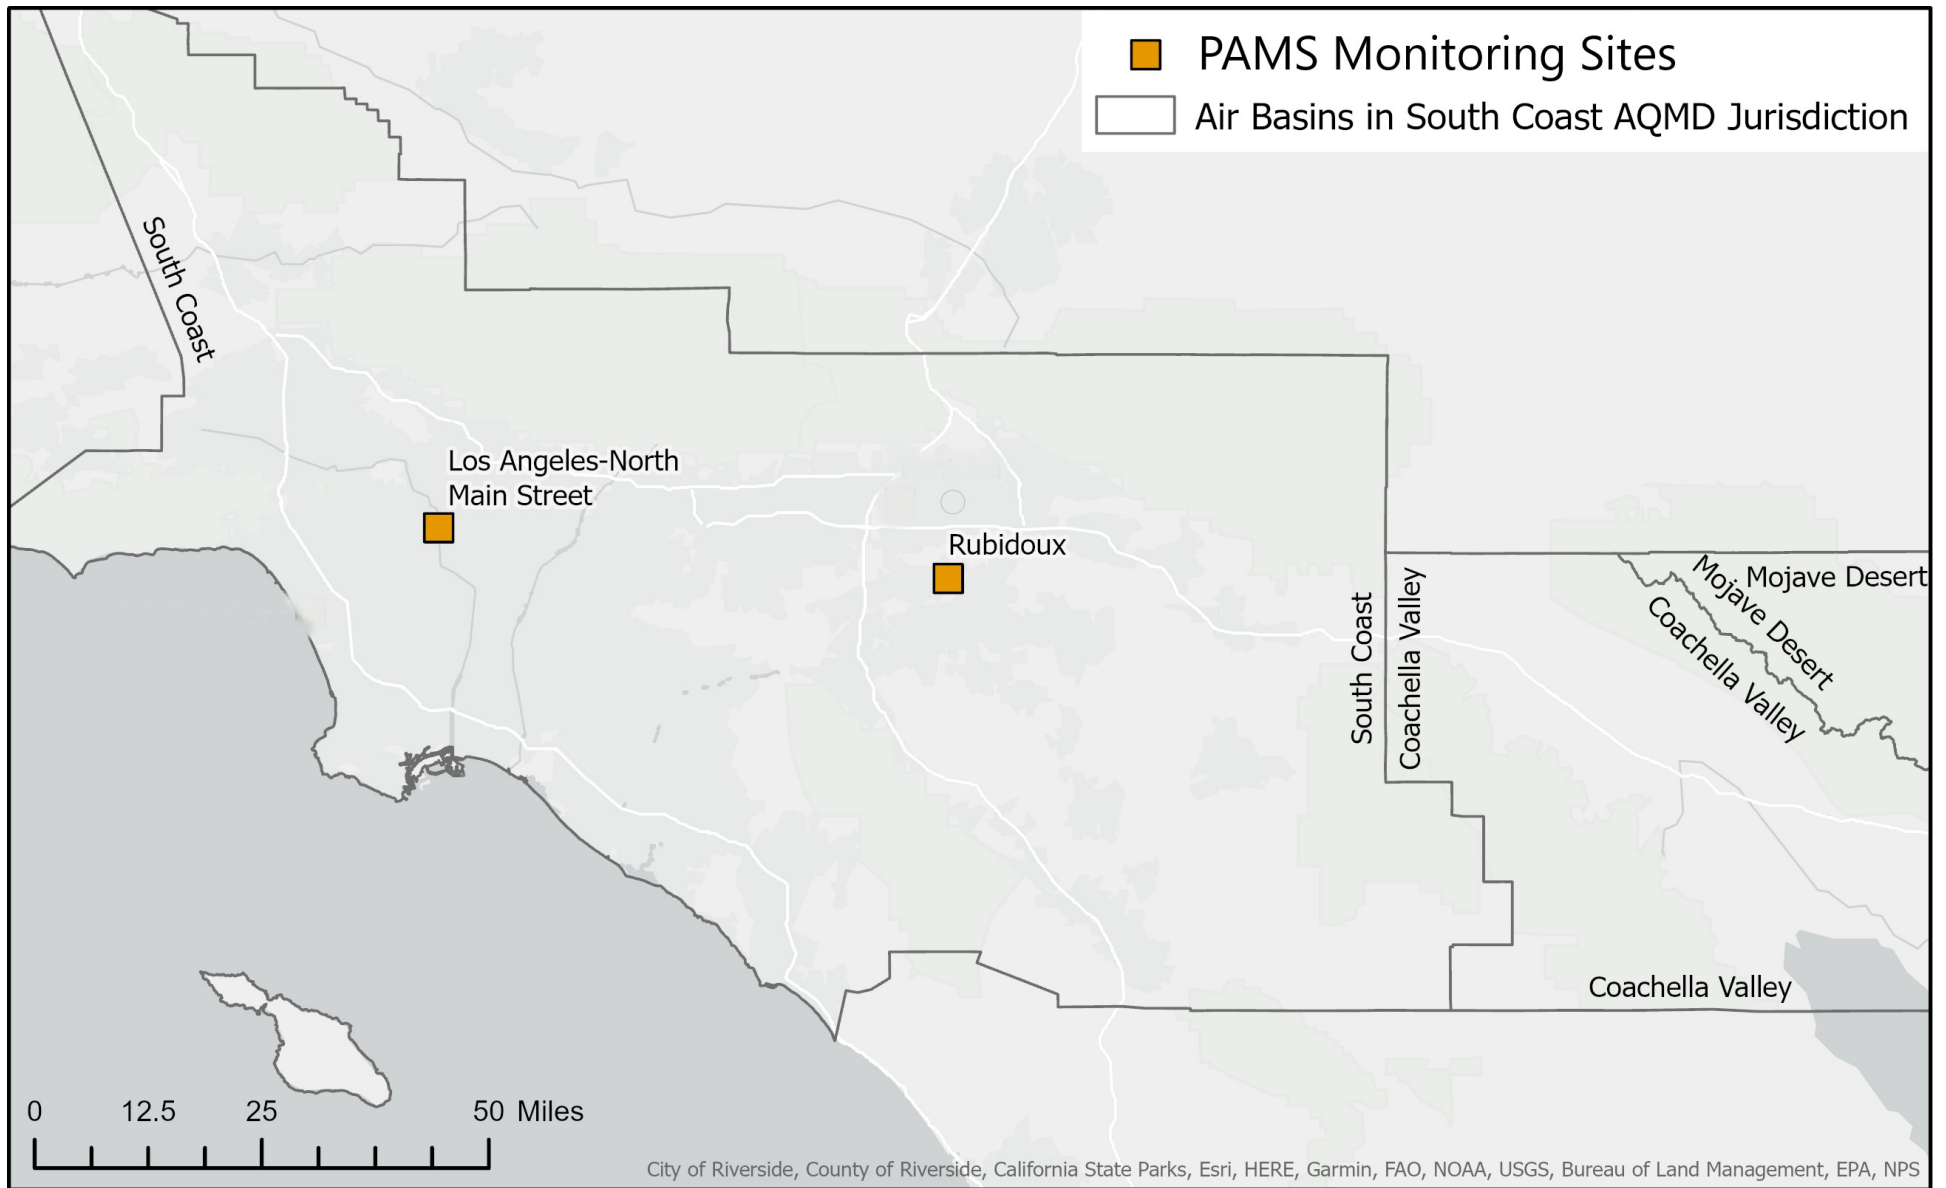 PAMS Monitoring Sites
Air Basins in South Coast AQMD Jurisdiction
South Coast
Los Angeles-North
Main Street
Rubidoux
South Coast
Coachella Valley
Mojave Desert
Mojave Desert
Coachella Valley
Coachella Valley
0 12.5 25 50 Miles
City of Riverside, County of Riverside, California State Parks, Esri, HERE, Garmin, FAO, NOAA, USGS, Bureau of Land Management, EPA, NPS